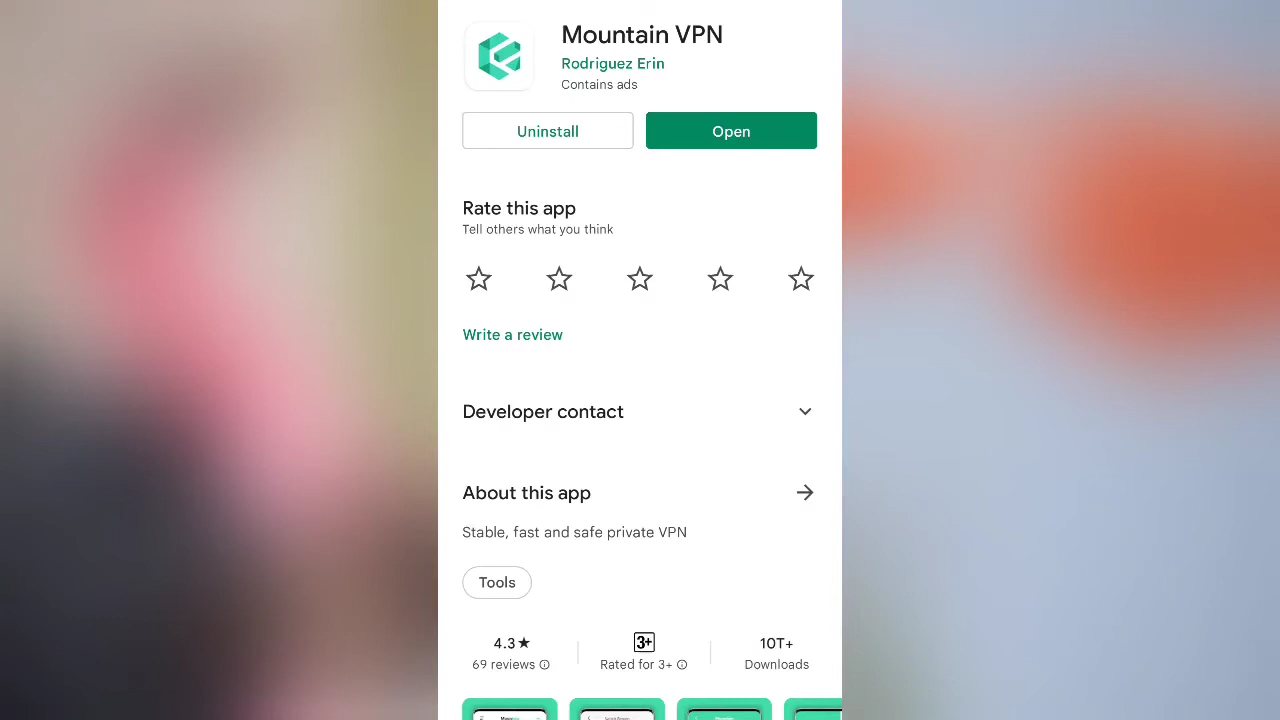 Mountain VPN
Rodriguez Erin
Contains ads
Uninstall
Open
Rate this app
Tell others what you think
Write a review
Developer contact
About this app
Stable, fast and safe private VPN
Tools
4.3★
3+
10T+
69 reviews
Rated for 3+
Downloads